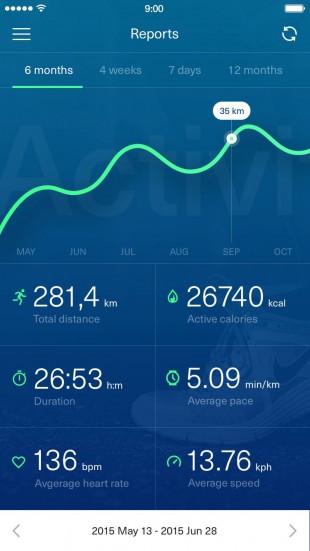 9:00
Reports
6 months 4 weeks 7 days 12 months
35 km
Activi
MAY JUN JUL AUG SEP OCT
281,4 km 26740 kcal
Total distance Active calories
26:53 h:m 5.09 min/km
Duration Average pace
136 bpm 13.76 kph
Avgerage heart rate Average speed
2015 May 13 - 2015 Jun 28